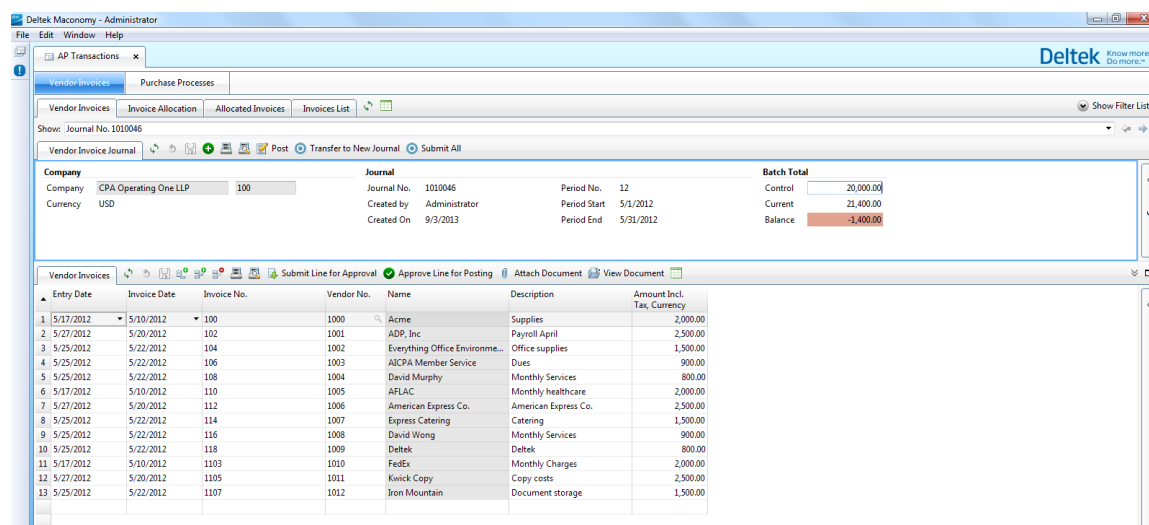 Deltek Maconomy - Administrator
File Edit Window Help
AP Transactions
Deltek Know more. Do more.™
Vendor Invoices Purchase Processes
Vendor Invoices Invoice Allocation Allocated Invoices Invoices List Show Filter List
Show: Journal No. 1010046
Vendor Invoice Journal Post Transfer to New Journal Submit All
Company Journal Batch Total
Company CPA Operating One LLP 100 Journal No. 1010046 Period No. 12 Control 20,000.00
Currency USD Created by Administrator Period Start 5/1/2012 Current 21,400.00
Created On 9/3/2013 Period End 5/31/2012 Balance -1,400.00
Vendor Invoices Submit Line for Approval Approve Line for Posting Attach Document View Document
Entry Date Invoice Date Invoice No. Vendor No. Name Description Amount Incl.
Tax, Currency
1 5/17/2012 5/10/2012 100 1000 Acme Supplies 2,000.00
2 5/27/2012 5/20/2012 102 1001 ADP, Inc Payroll April 2,500.00
3 5/25/2012 5/22/2012 104 1002 Everything Office Environme... Office supplies 1,500.00
4 5/25/2012 5/22/2012 106 1003 AICPA Member Service Dues 900.00
5 5/25/2012 5/22/2012 108 1004 David Murphy Monthly Services 800.00
6 5/17/2012 5/10/2012 110 1005 AFLAC Monthly healthcare 2,000.00
7 5/27/2012 5/20/2012 112 1006 American Express Co. American Express Co. 2,500.00
8 5/25/2012 5/22/2012 114 1007 Express Catering Catering 1,500.00
9 5/25/2012 5/22/2012 116 1008 David Wong Monthly Services 900.00
10 5/25/2012 5/22/2012 118 1009 Deltek Deltek 800.00
11 5/17/2012 5/10/2012 1103 1010 FedEx Monthly Charges 2,000.00
12 5/27/2012 5/20/2012 1105 1011 Kwick Copy Copy costs 2,500.00
13 5/25/2012 5/22/2012 1107 1012 Iron Mountain Document storage 1,500.00